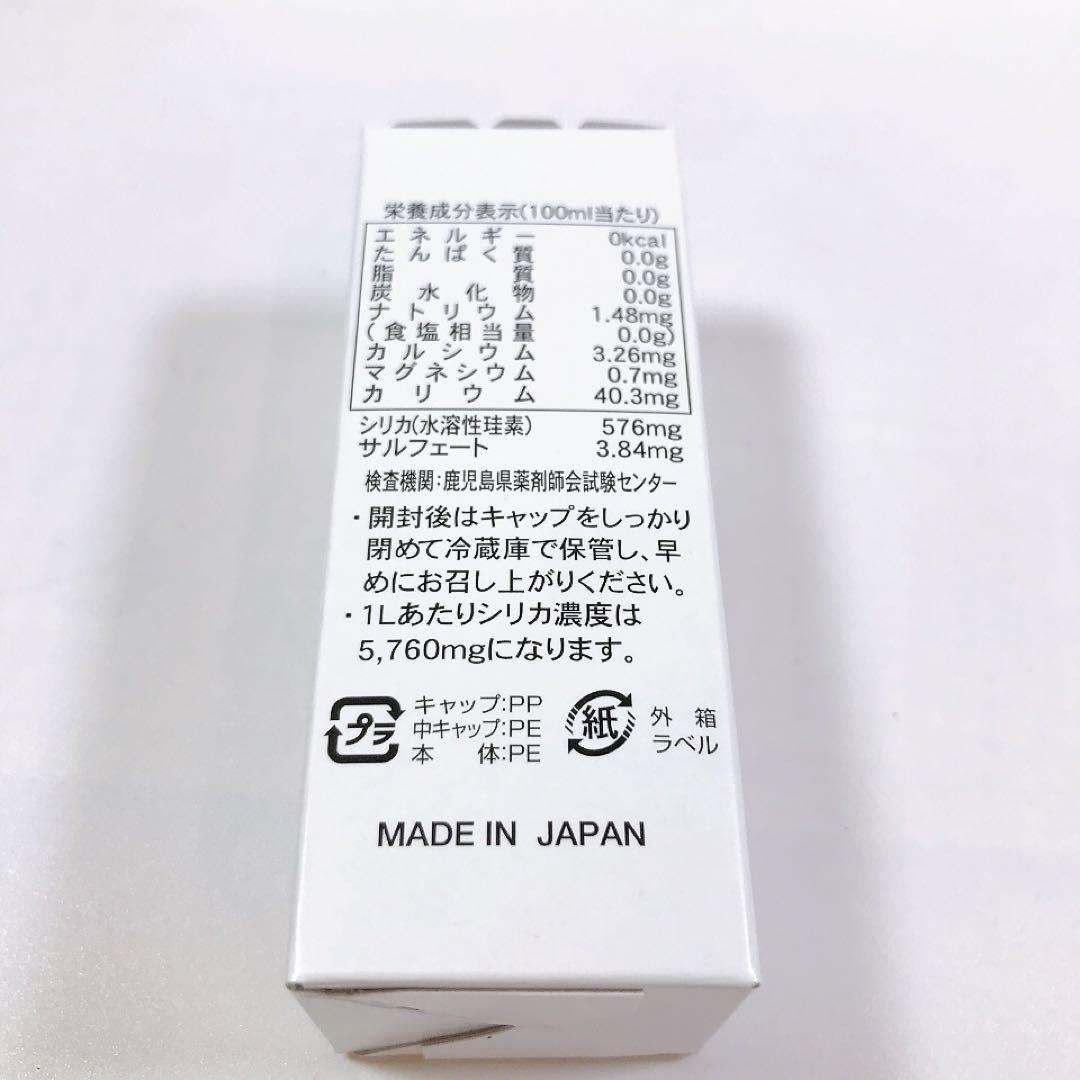 栄養成分表示(100ml当たり)
エネルギー 0kcal
たんぱく質 0.0g
脂質 0.0g
炭水化物 0.0g
ナトリウム 1.48mg
(食塩相当量 0.0g)
カルシウム 3.26mg
マグネシウム 0.7mg
カリウム 40.3mg
シリカ(水溶性珪素) 576mg
サルフェート 3.84mg
検査機関:鹿児島県薬剤師会試験センター
・開封後はキャップをしっかり
閉めて冷蔵庫で保管し、早
めにお召し上がりください。
・1Lあたりシリカ濃度は
5,760mgになります。
プラ
キャップ:PP
中キャップ:PE
本体:PE
紙
外箱
ラベル
MADE IN JAPAN